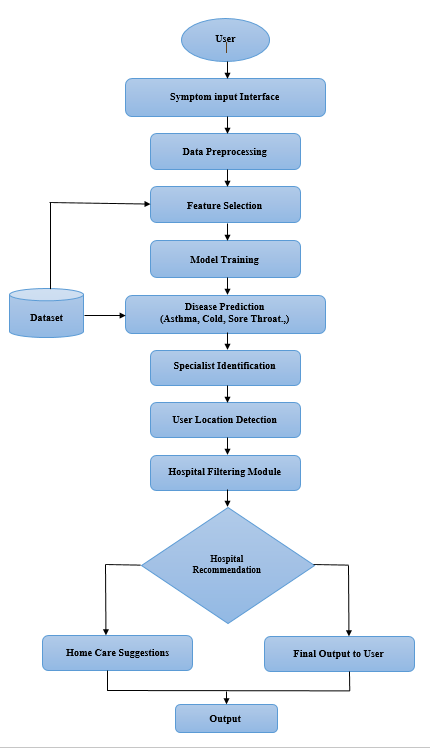 User
Symptom input Interface
Data Preprocessing
Feature Selection
Model Training
Disease Prediction
(Asthma, Cold, Sore Throat.,)
Dataset
Specialist Identification
User Location Detection
Hospital Filtering Module
Hospital
Recommendation
Home Care Suggestions
Final Output to User
Output